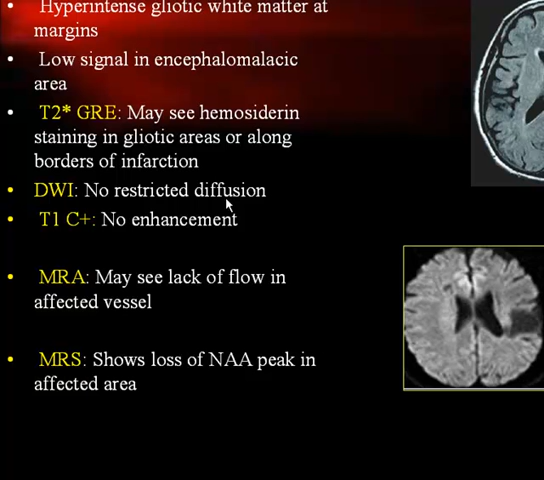 Hyperintense gliotic white matter at
margins
• Low signal in encephalomalacic
area
• T2* GRE: May see hemosiderin
staining in gliotic areas or along
borders of infarction
• DWI: No restricted diffusion
• T1 C+: No enhancement
• MRA: May see lack of flow in
affected vessel
• MRS: Shows loss of NAA peak in
affected area